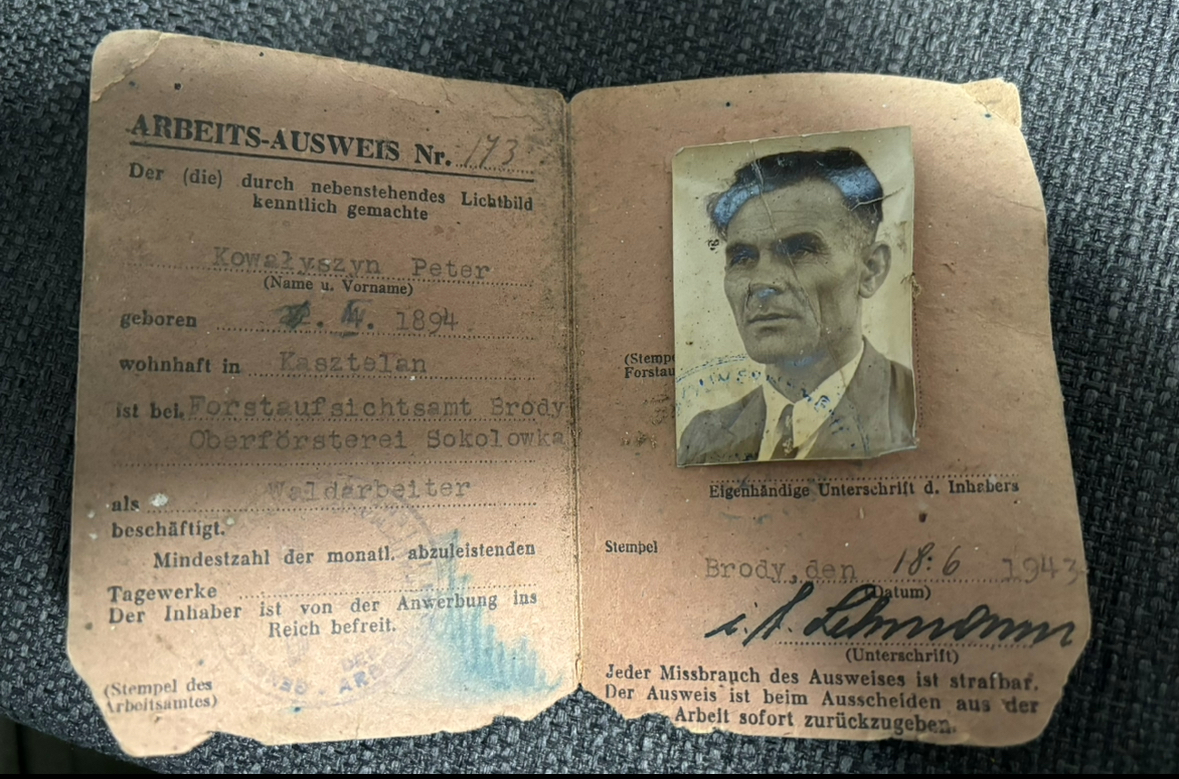 ARBEITS-AUSWEIS Nr. 173
Der (die) durch nebenstehendes Lichtbild
kenntlich gemachte
Kowałyszyn Peter
(Name u. Vorname)
geboren 4. 1894
wohnhaft in Kasztelan
ist bei Forstaufsichtsamt Brody
Oberförsterei Sokolowka
als Waldarbeiter
beschäftigt.
Mindestzahl der monatl. abzuleistenden
Tagewerke
Der Inhaber ist von der Anwerbung ins
Reich befreit.
(Stempel des
Arbeitsamtes)
(Stempe
Forstau
Eigenhändige Unterschrift d. Inhabers
Stempel
Brody, den 18.6 1943
(Datum)
Lehmann
(Unterschrift)
Jeder Missbrauch des Ausweises ist strafbar.
Der Ausweis ist beim Ausscheiden aus der
Arbeit sofort zurückzugeben.